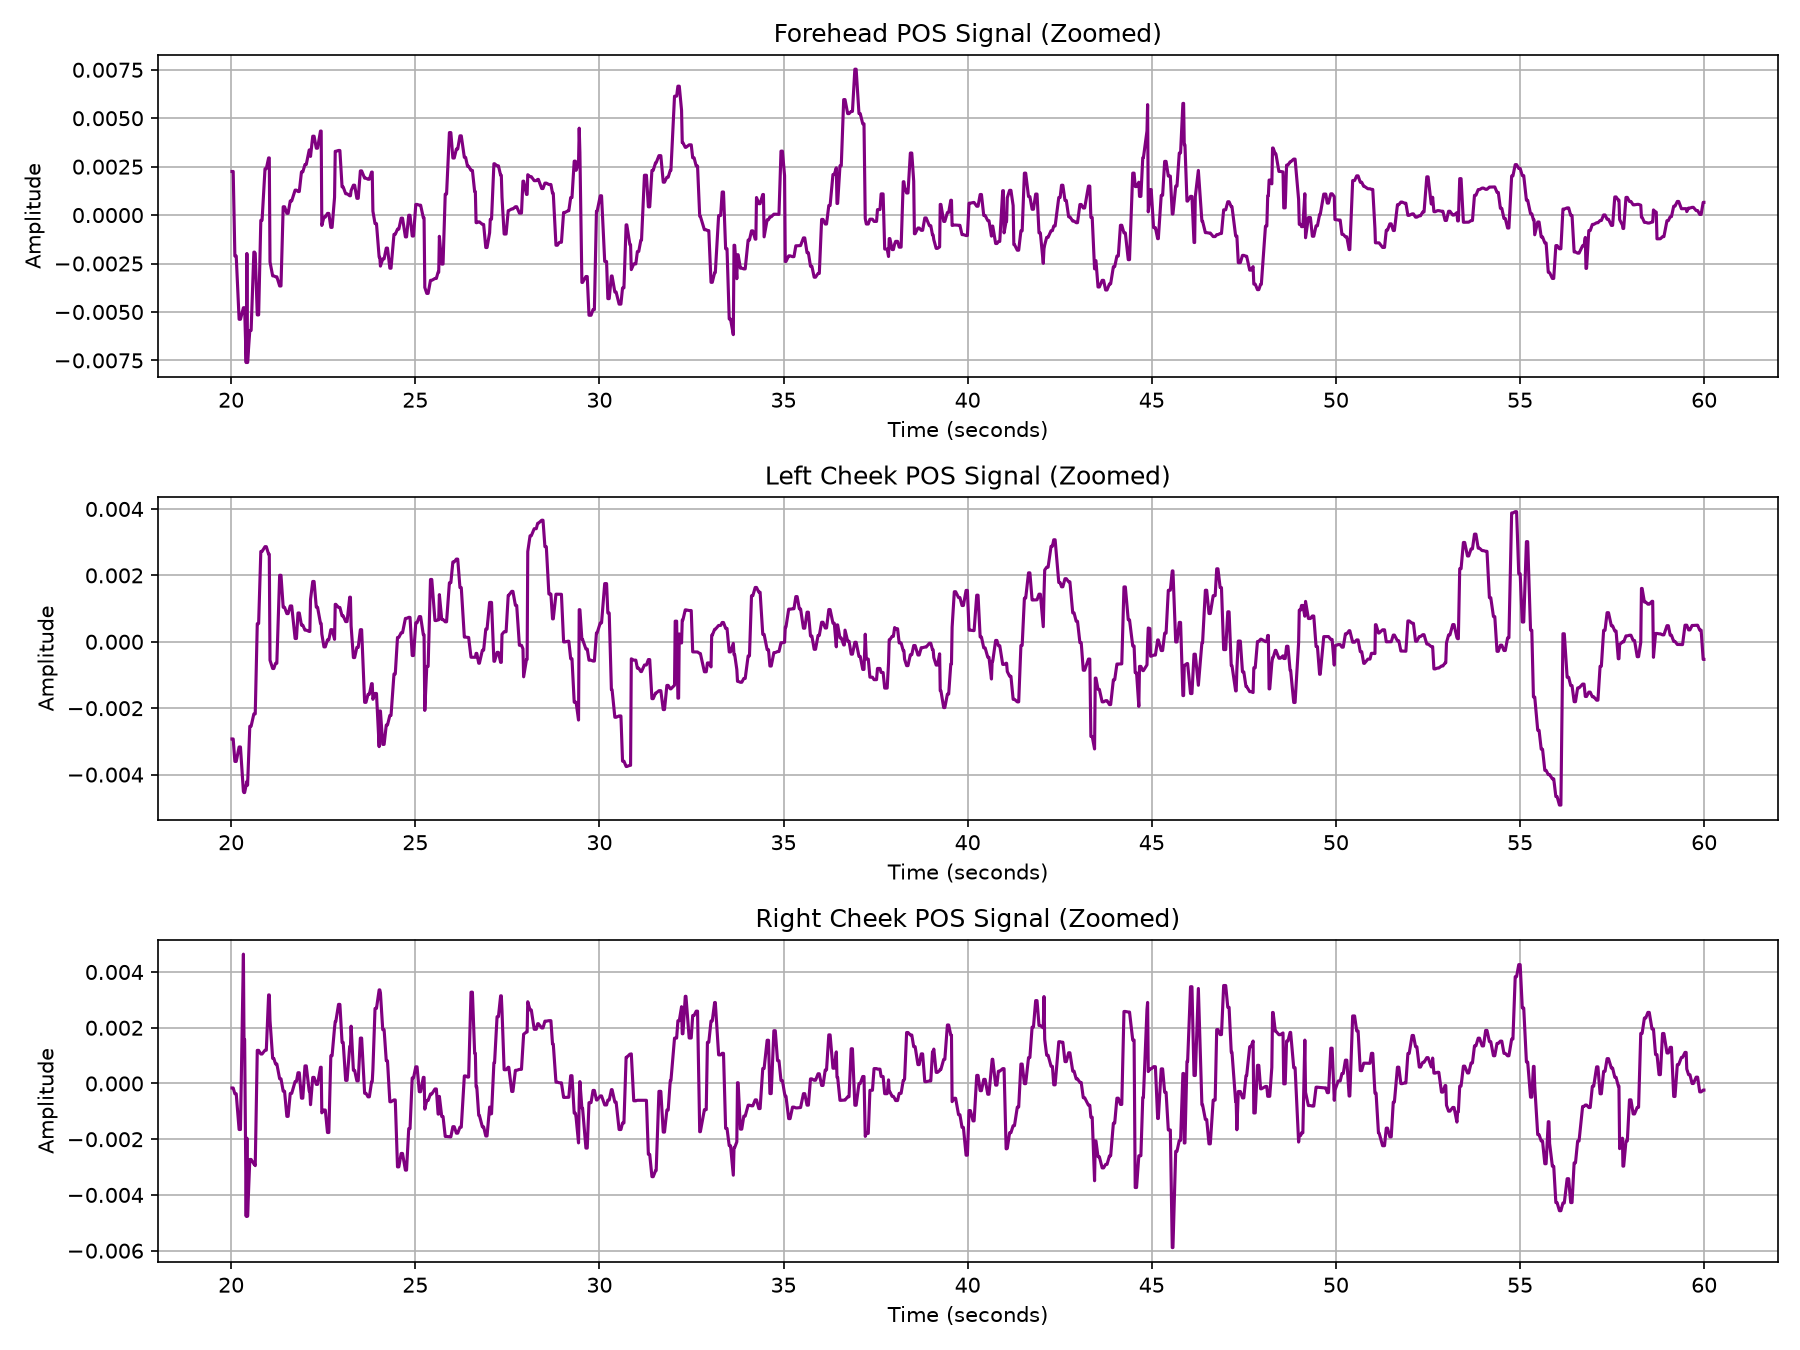 Forehead POS Signal (Zoomed)
0.0075
0.0050
0.0025
0.0000
−0.0025
−0.0050
−0.0075
Amplitude
20 25 30 35 40 45 50 55 60
Time (seconds)
Left Cheek POS Signal (Zoomed)
0.004
0.002
0.000
−0.002
−0.004
Amplitude
20 25 30 35 40 45 50 55 60
Time (seconds)
Right Cheek POS Signal (Zoomed)
0.004
0.002
0.000
−0.002
−0.004
−0.006
Amplitude
20 25 30 35 40 45 50 55 60
Time (seconds)